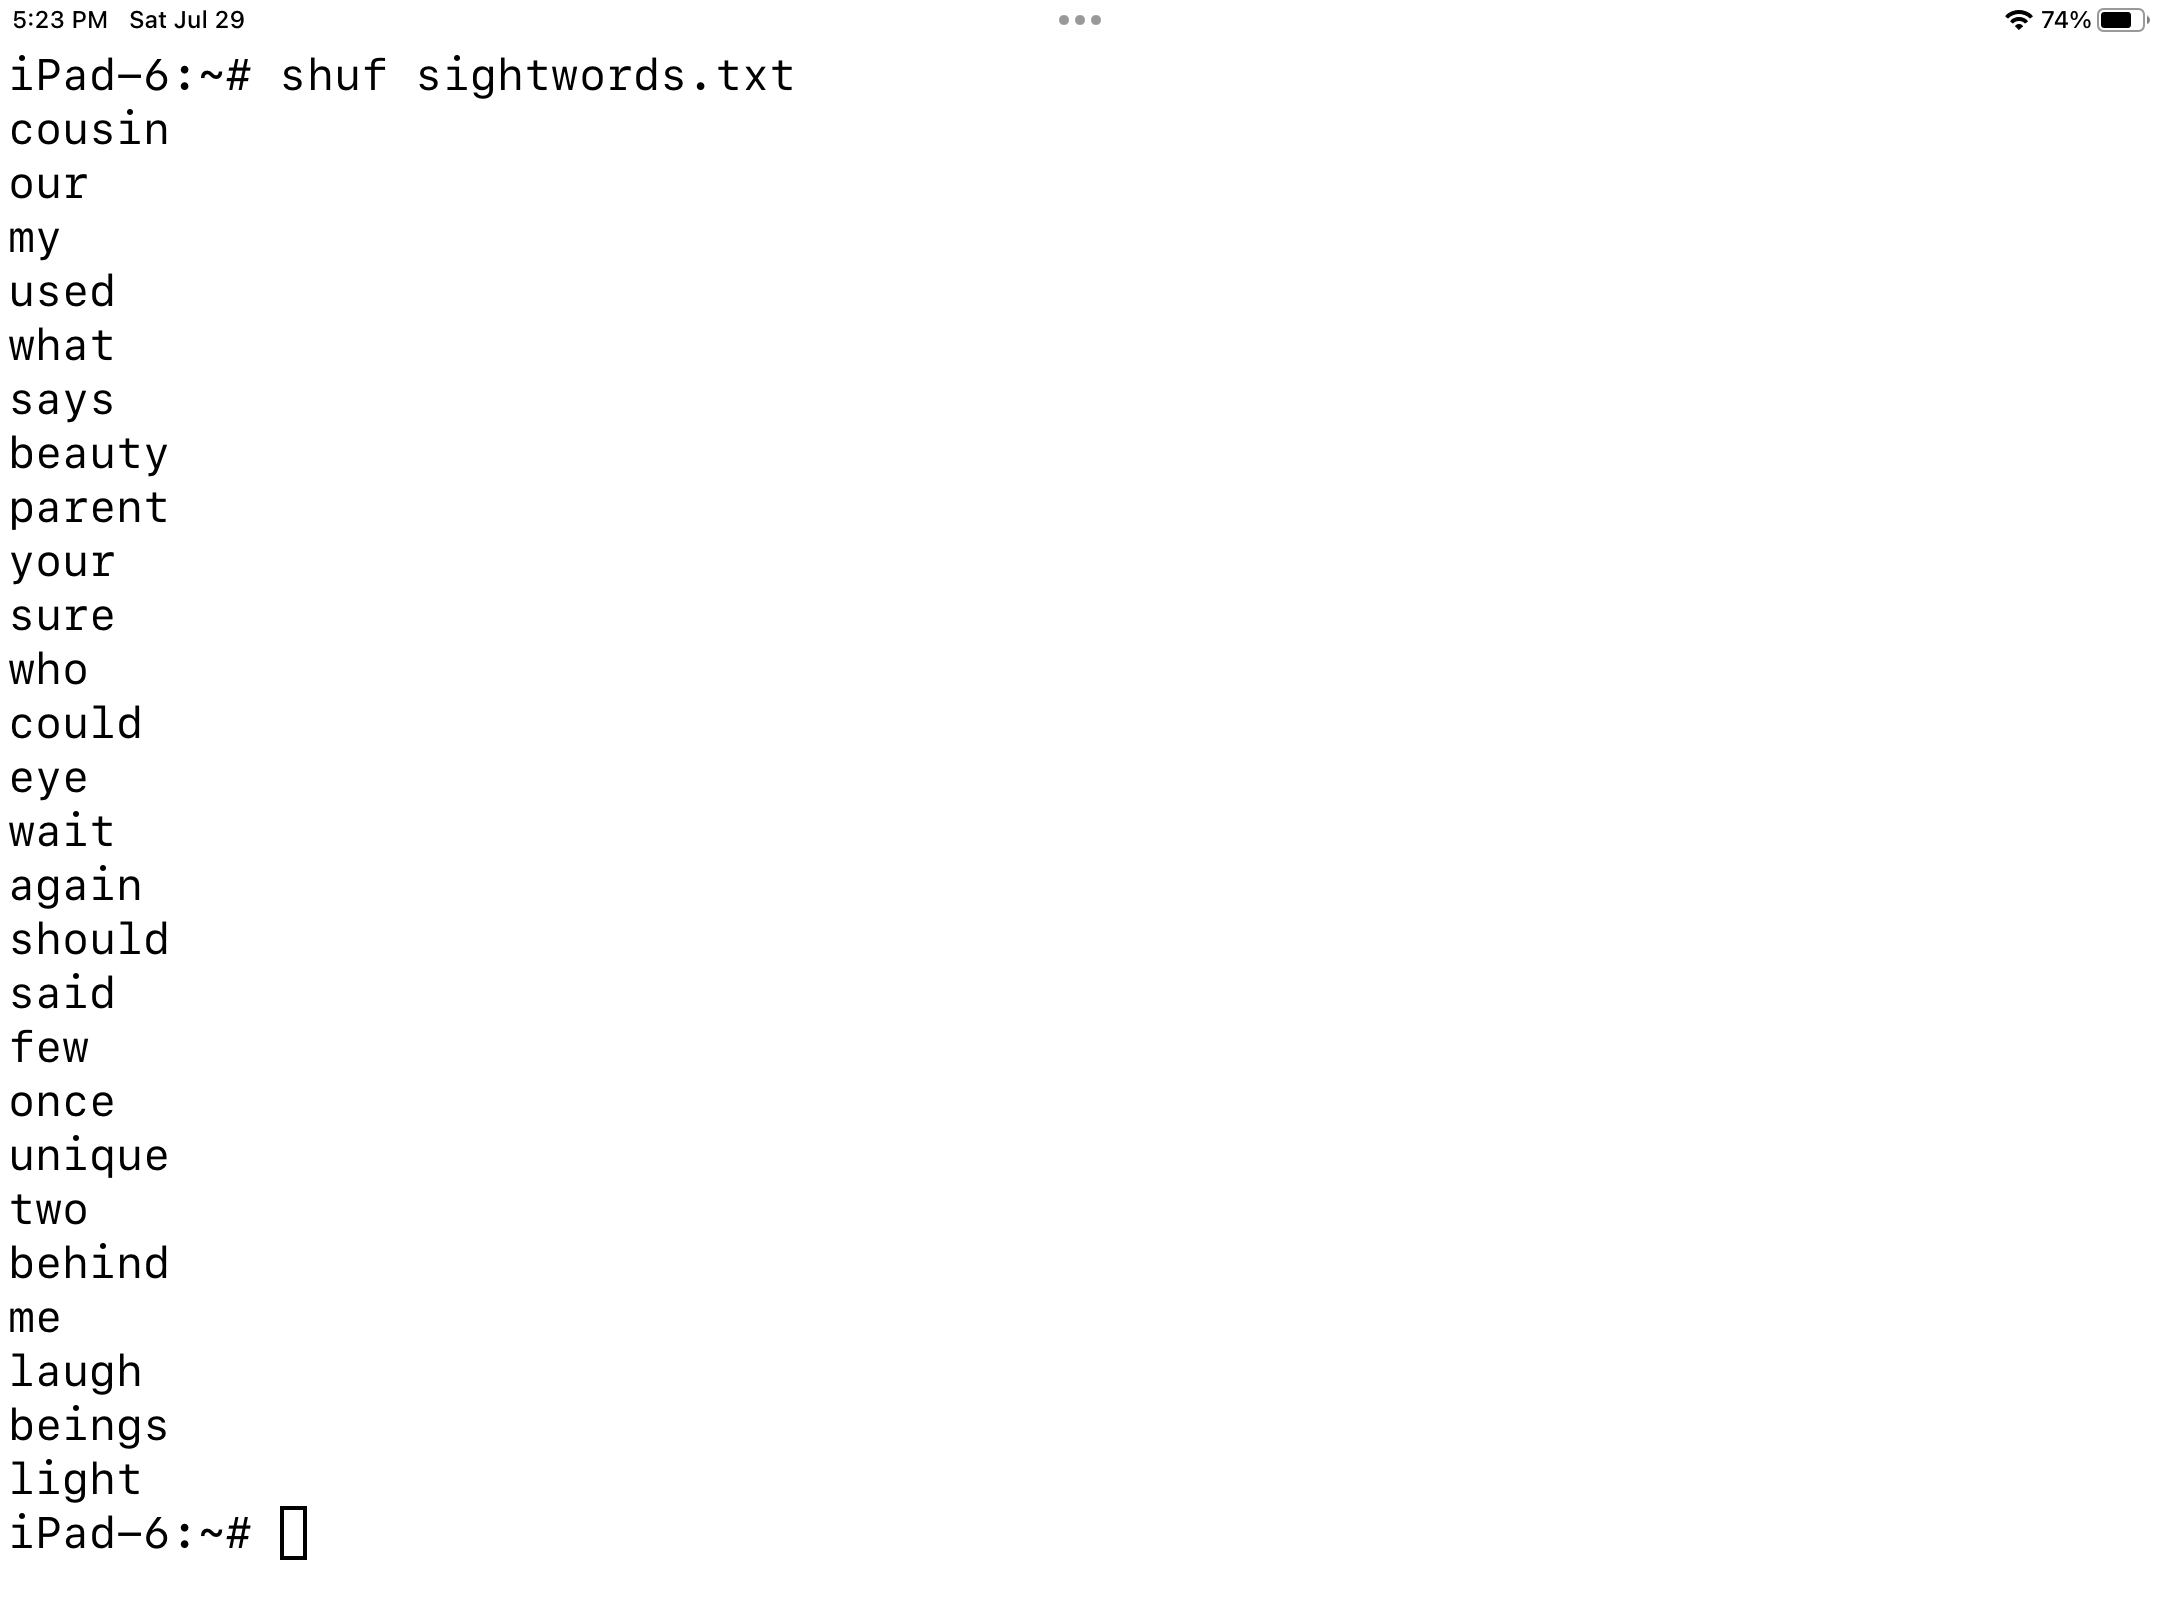 5:23 PM Sat Jul 29 74%
iPad-6:~# shuf sightwords.txt
cousin
our
my
used
what
says
beauty
parent
your
sure
who
could
eye
wait
again
should
said
few
once
unique
two
behind
me
laugh
beings
light
iPad-6:~#